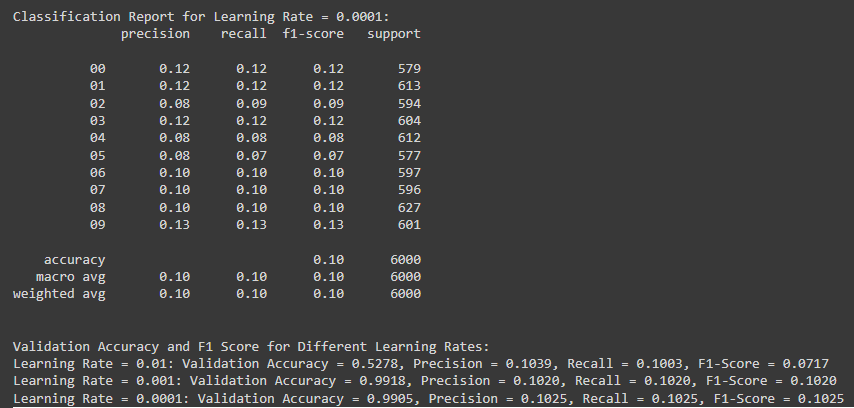 Classification Report for Learning Rate = 0.0001:
precision recall f1-score support
00 0.12 0.12 0.12 579
01 0.12 0.12 0.12 613
02 0.08 0.09 0.09 594
03 0.12 0.12 0.12 604
04 0.08 0.08 0.08 612
05 0.08 0.07 0.07 577
06 0.10 0.10 0.10 597
07 0.10 0.10 0.10 596
08 0.10 0.10 0.10 627
09 0.13 0.13 0.13 601
accuracy 0.10 6000
macro avg 0.10 0.10 0.10 6000
weighted avg 0.10 0.10 0.10 6000
Validation Accuracy and F1 Score for Different Learning Rates:
Learning Rate = 0.01: Validation Accuracy = 0.5278, Precision = 0.1039, Recall = 0.1003, F1-Score = 0.0717
Learning Rate = 0.001: Validation Accuracy = 0.9918, Precision = 0.1020, Recall = 0.1020, F1-Score = 0.1020
Learning Rate = 0.0001: Validation Accuracy = 0.9905, Precision = 0.1025, Recall = 0.1025, F1-Score = 0.1025